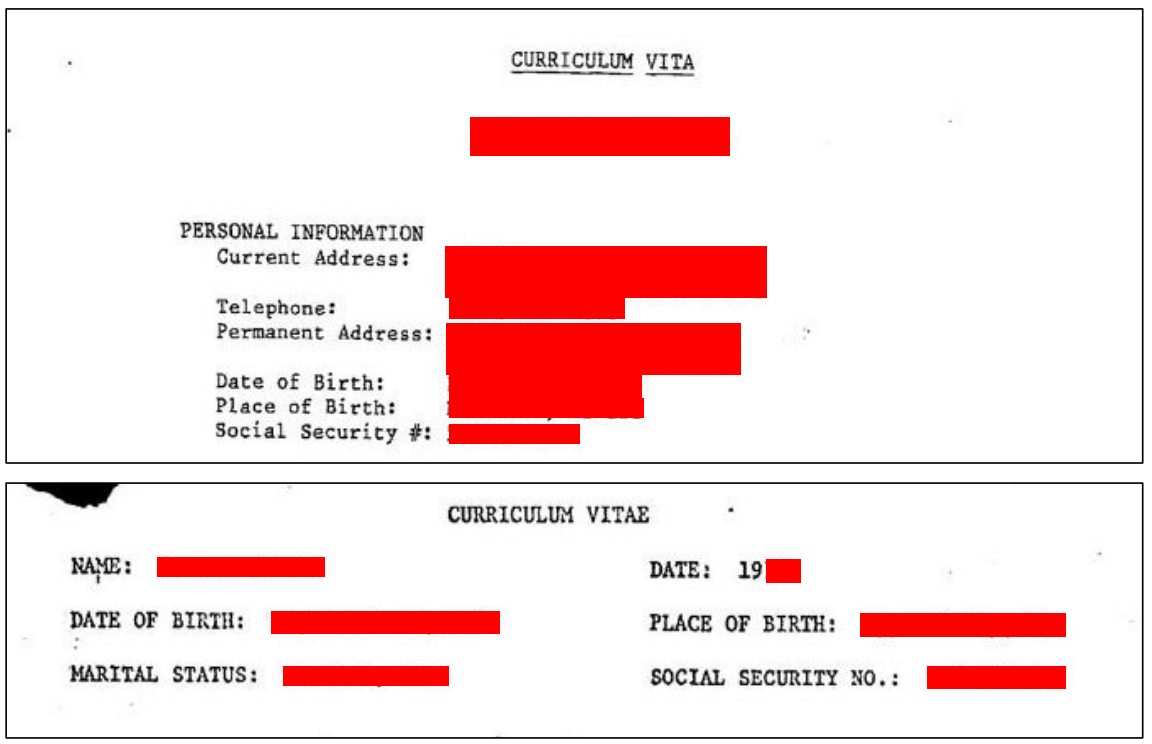 CURRICULUM VITA
PERSONAL INFORMATION
Current Address:
Telephone:
Permanent Address:
Date of Birth:
Place of Birth:
Social Security #:
CURRICULUM VITAE
NAME: DATE: 19
DATE OF BIRTH: PLACE OF BIRTH:
MARITAL STATUS: SOCIAL SECURITY NO.: